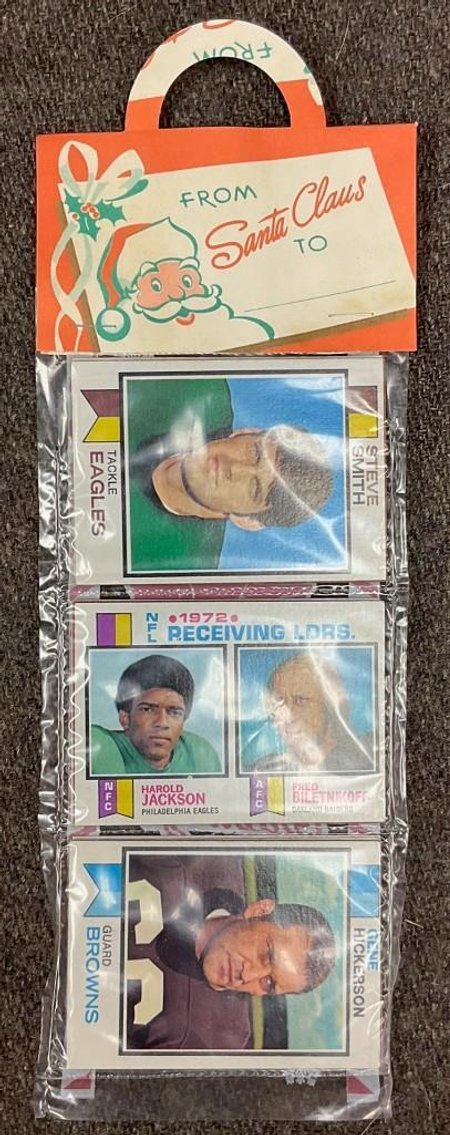 FROM
FROM
Santa Claus
TO
STEVE
SMITH
TACKLE
EAGLES
NFL
•1972•
RECEIVING LDRS.
NFC
HAROLD
JACKSON
PHILADELPHIA EAGLES
AFC
FRED
BILETNIKOFF
OAKLAND RAIDERS
GENE
HICKERSON
GUARD
BROWNS